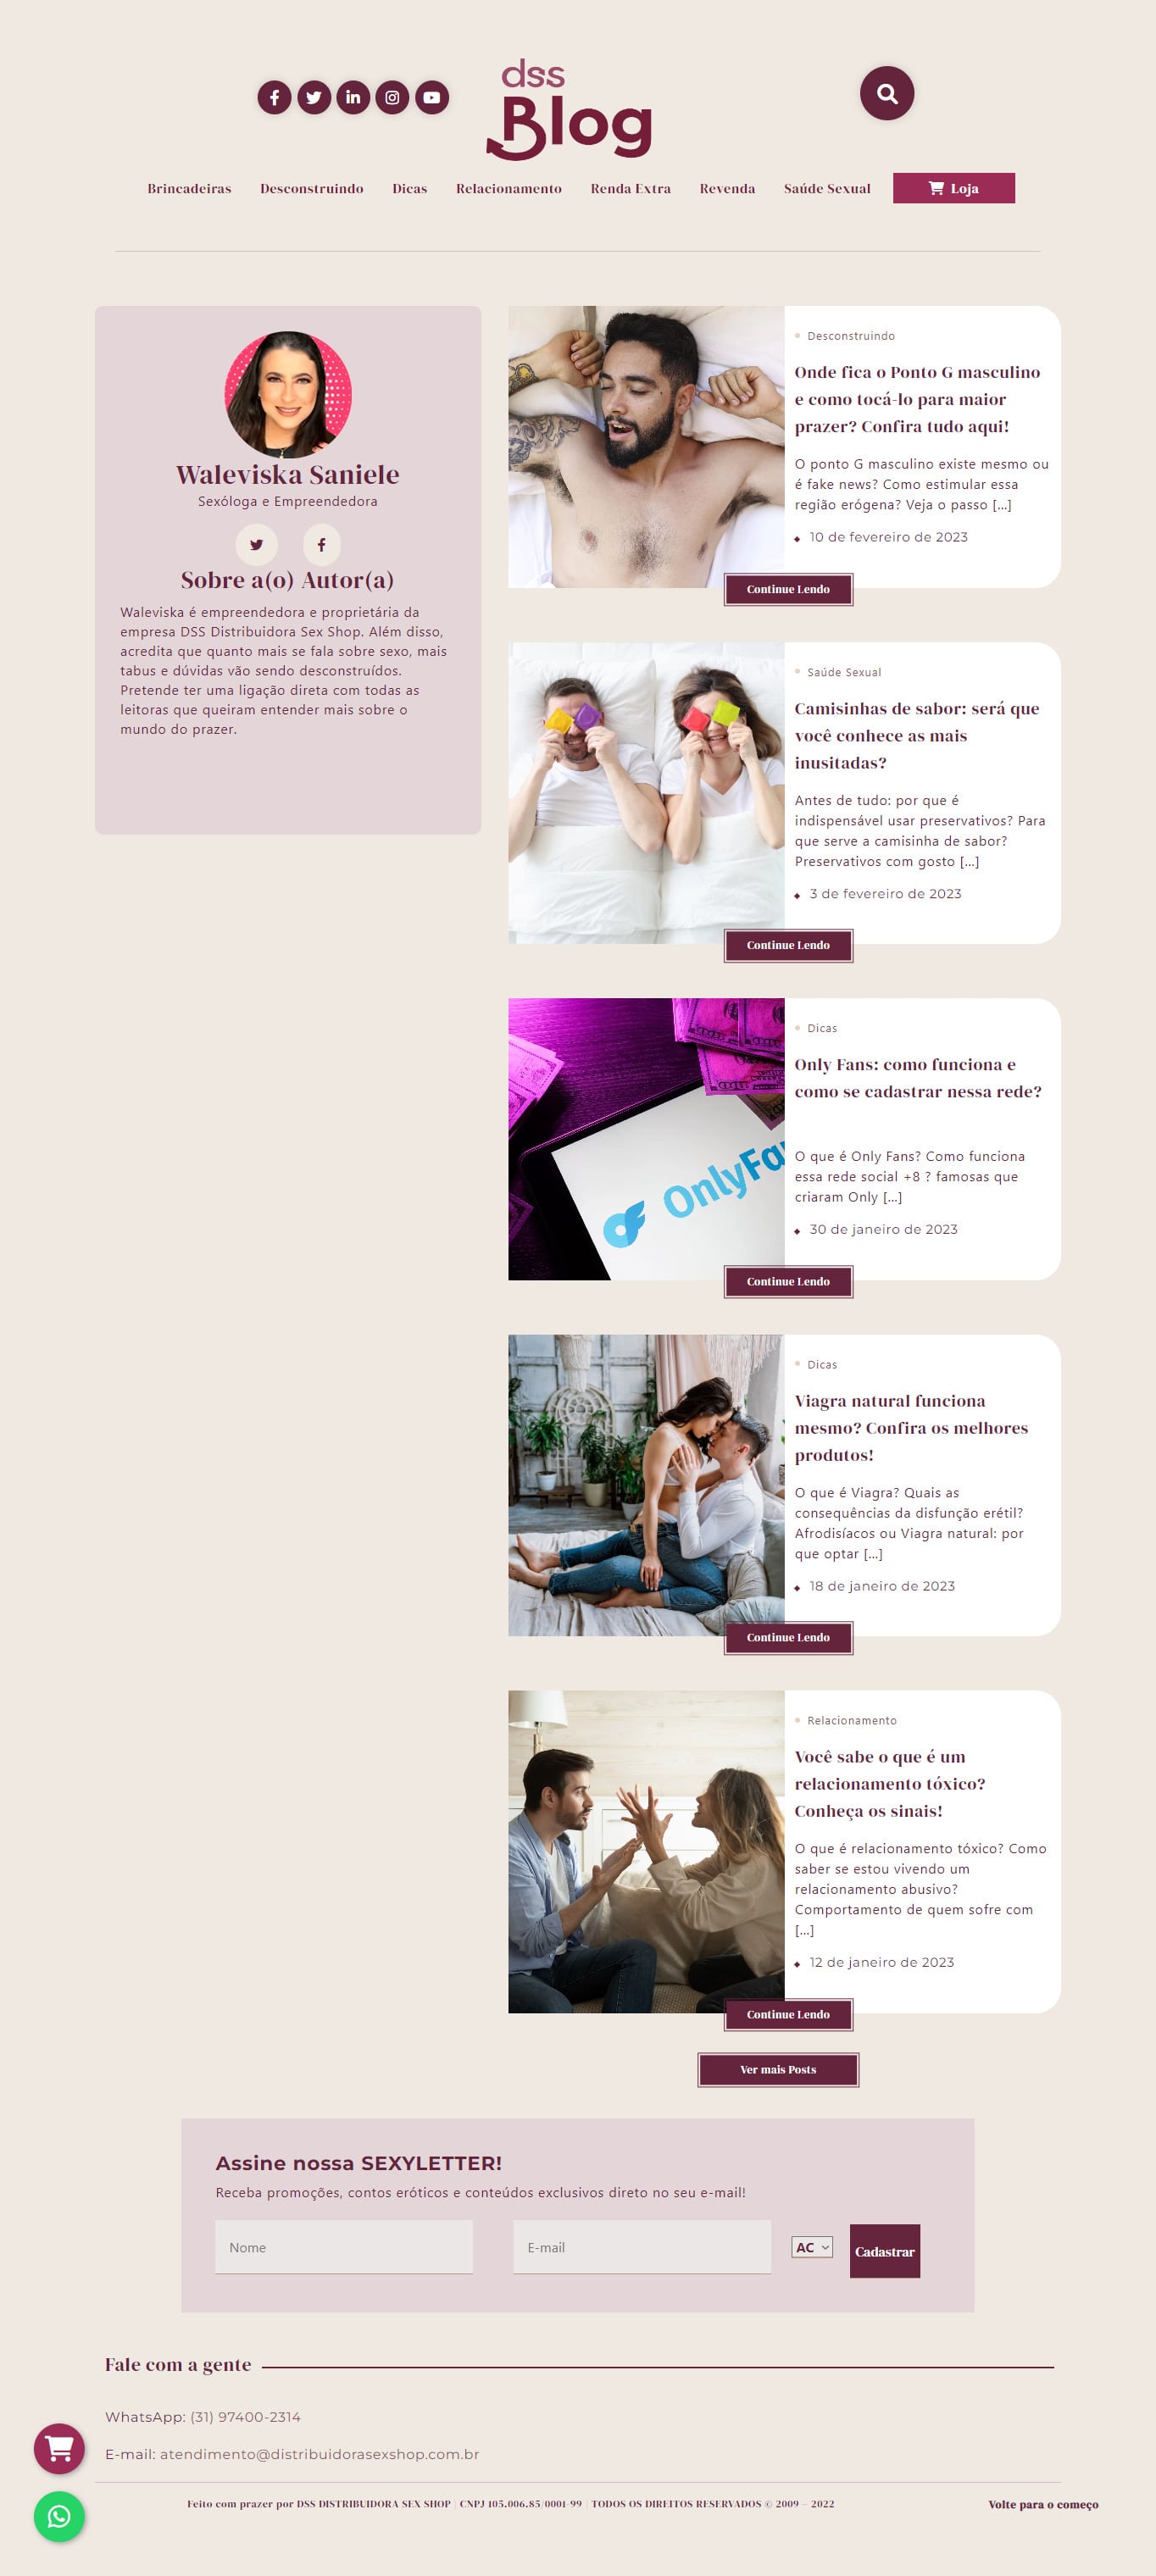 dss
Blog
Brincadeiras Desconstruindo Dicas Relacionamento Renda Extra Revenda Saúde Sexual Loja
Waleviska Saniele
Sexóloga e Empreendedora
Sobre a(o) Autor(a)
Waleviska é empreendedora e proprietária da
empresa DSS Distribuidora Sex Shop. Além disso,
acredita que quanto mais se fala sobre sexo, mais
tabus e dúvidas vão sendo desconstruídos.
Pretende ter uma ligação direta com todas as
leitoras que queiram entender mais sobre o
mundo do prazer.
Desconstruindo
Onde fica o Ponto G masculino
e como tocá-lo para maior
prazer? Confira tudo aqui!
O ponto G masculino existe mesmo ou
é fake news? Como estimular essa
região erógena? Veja o passo [...]
10 de fevereiro de 2023
Continue Lendo
Saúde Sexual
Camisinhas de sabor: será que
você conhece as mais
inusitadas?
Antes de tudo: por que é
indispensável usar preservativos? Para
que serve a camisinha de sabor?
Preservativos com gosto [...]
3 de fevereiro de 2023
Continue Lendo
OnlyFa
Dicas
Only Fans: como funciona e
como se cadastrar nessa rede?
O que é Only Fans? Como funciona
essa rede social +8 ? famosas que
criaram Only [...]
30 de janeiro de 2023
Continue Lendo
Dicas
Viagra natural funciona
mesmo? Confira os melhores
produtos!
O que é Viagra? Quais as
consequências da disfunção erétil?
Afrodisíacos ou Viagra natural: por
que optar [...]
18 de janeiro de 2023
Continue Lendo
Relacionamento
Você sabe o que é um
relacionamento tóxico?
Conheça os sinais!
O que é relacionamento tóxico? Como
saber se estou vivendo um
relacionamento abusivo?
Comportamento de quem sofre com
[...]
12 de janeiro de 2023
Continue Lendo
Ver mais Posts
Assine nossa SEXYLETTER!
Receba promoções, contos eróticos e conteúdos exclusivos direto no seu e-mail!
Nome E-mail AC Cadastrar
Fale com a gente
WhatsApp: (31) 97400-2314
E-mail: atendimento@distribuidorasexshop.com.br
Feito com prazer por DSS DISTRIBUIDORA SEX SHOP | CNPJ 105.006.85/0001-99 | TODOS OS DIREITOS RESERVADOS © 2009 – 2022
Volte para o começo